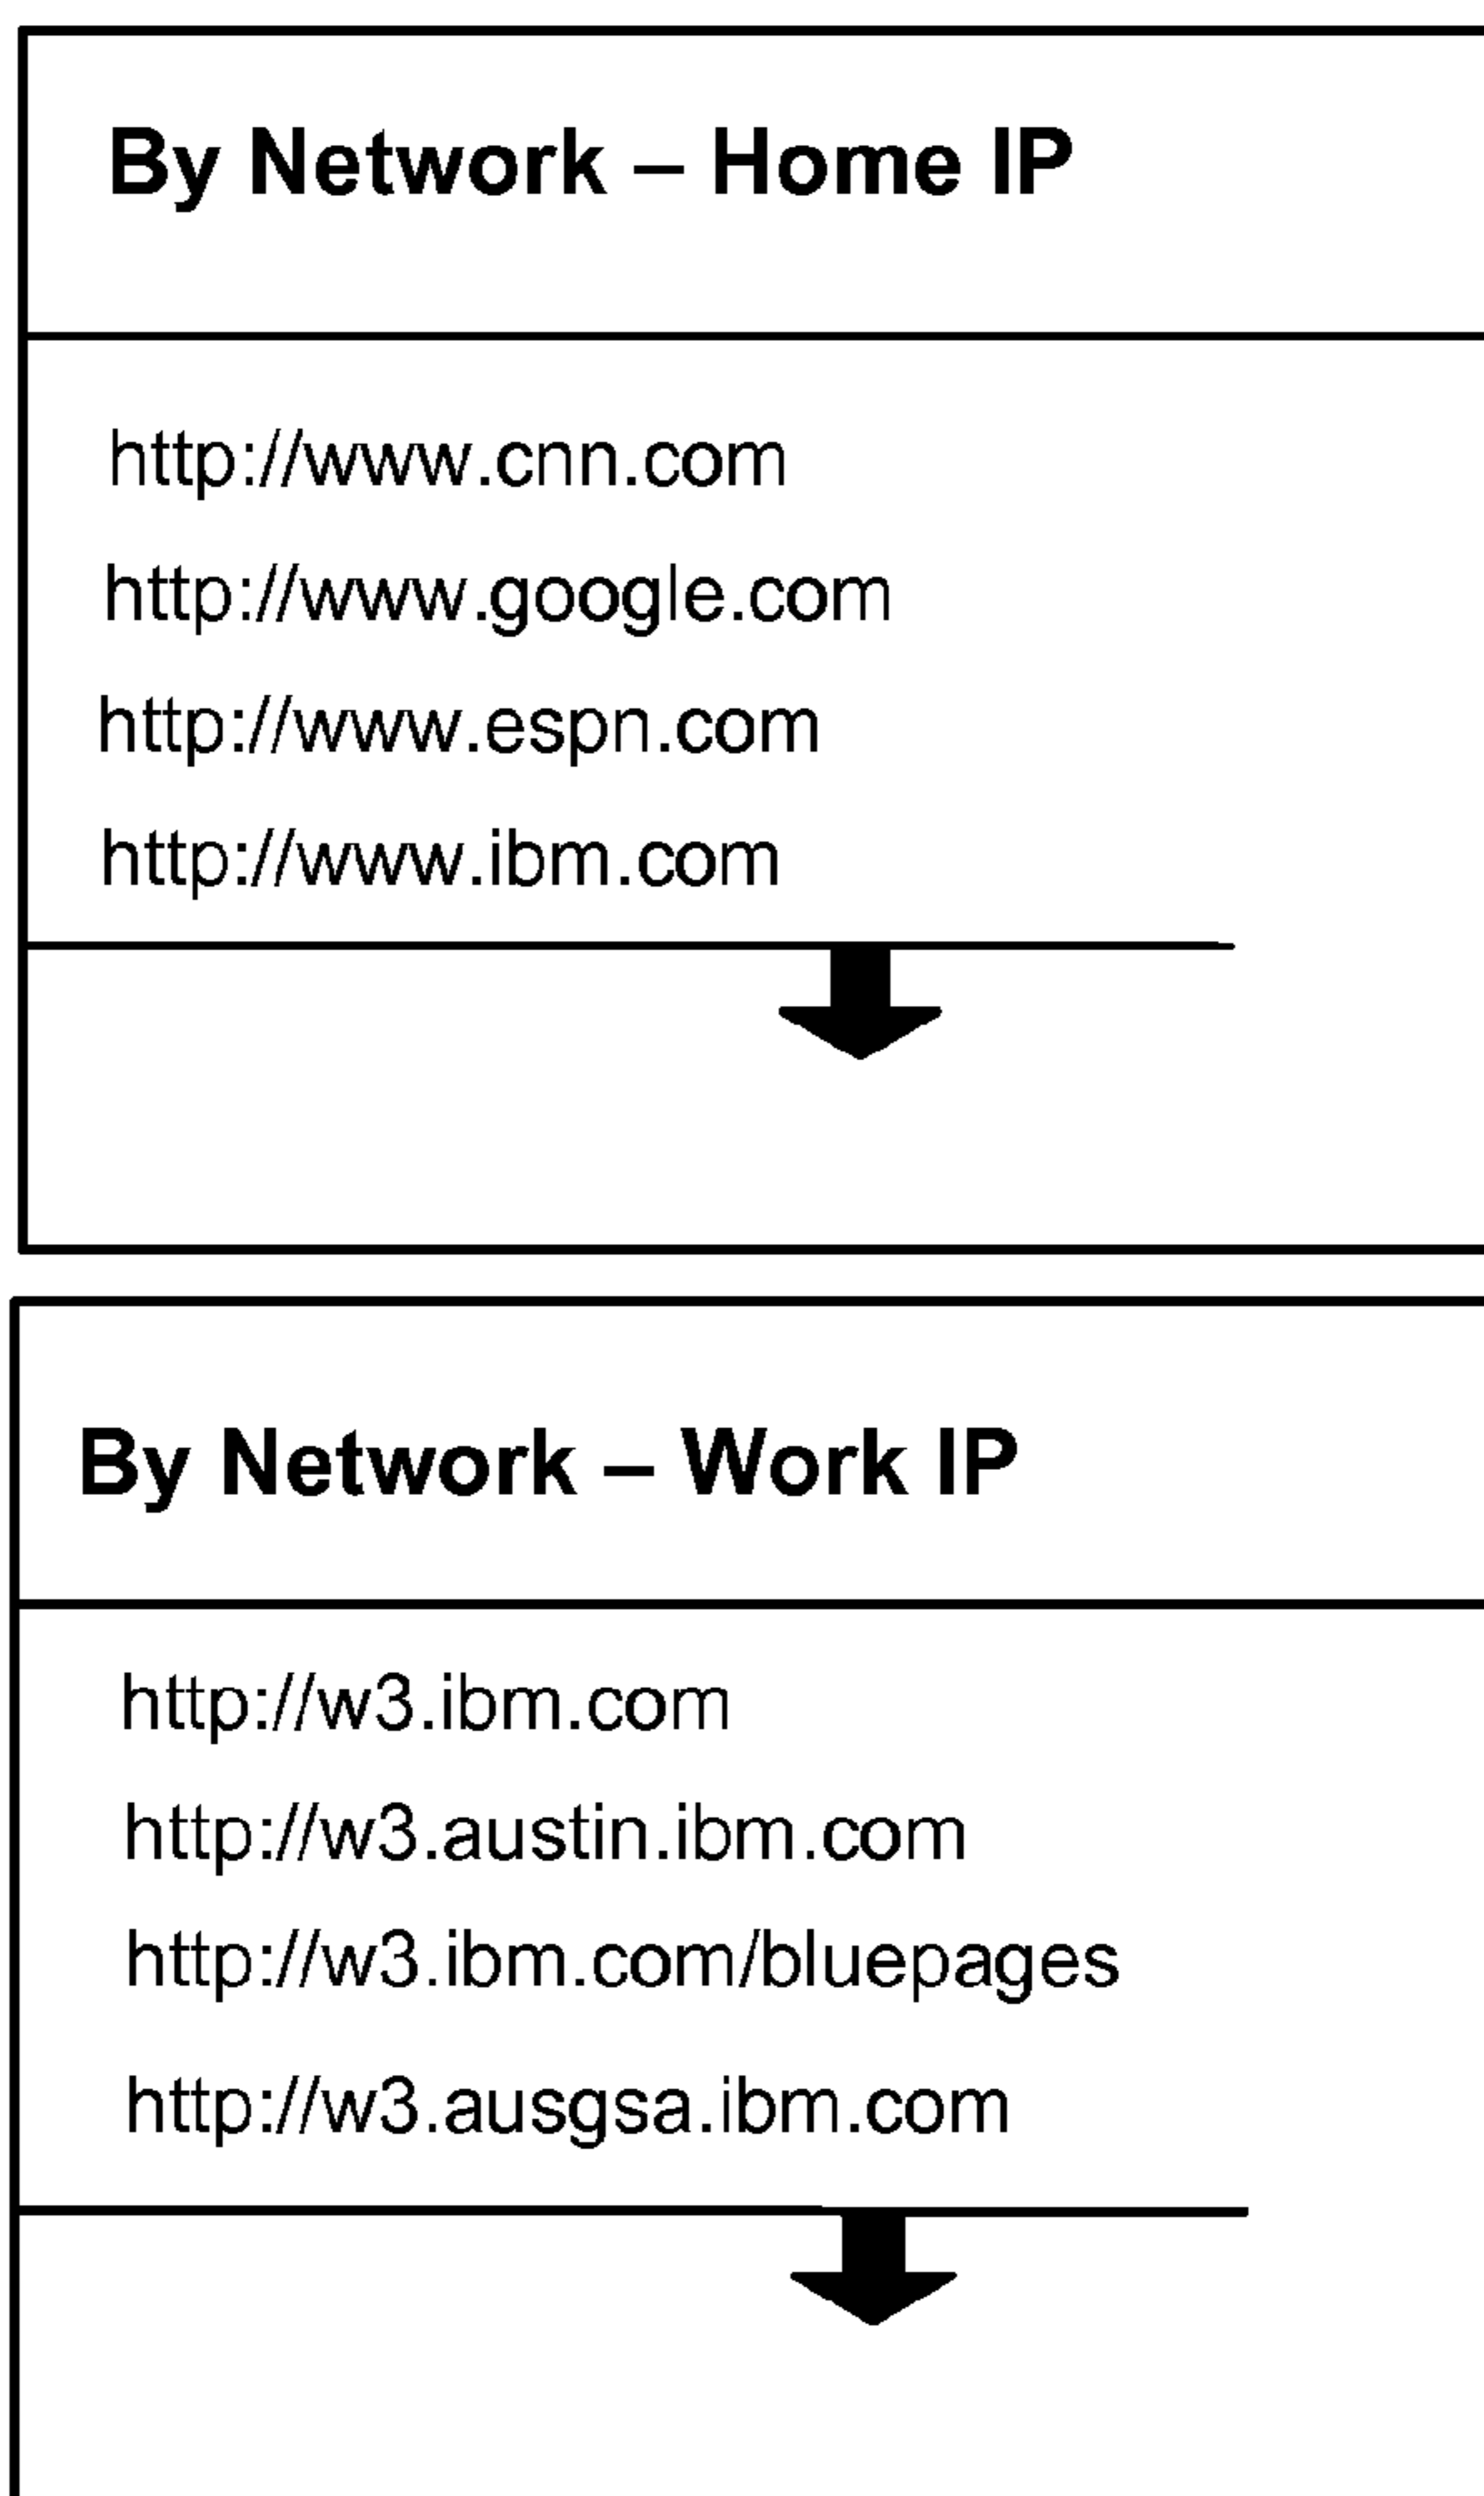 By Network – Home IP
http://www.cnn.com
http://www.google.com
http://www.espn.com
http://www.ibm.com
By Network – Work IP
http://w3.ibm.com
http://w3.austin.ibm.com
http://w3.ibm.com/bluepages
http://w3.ausgsa.ibm.com